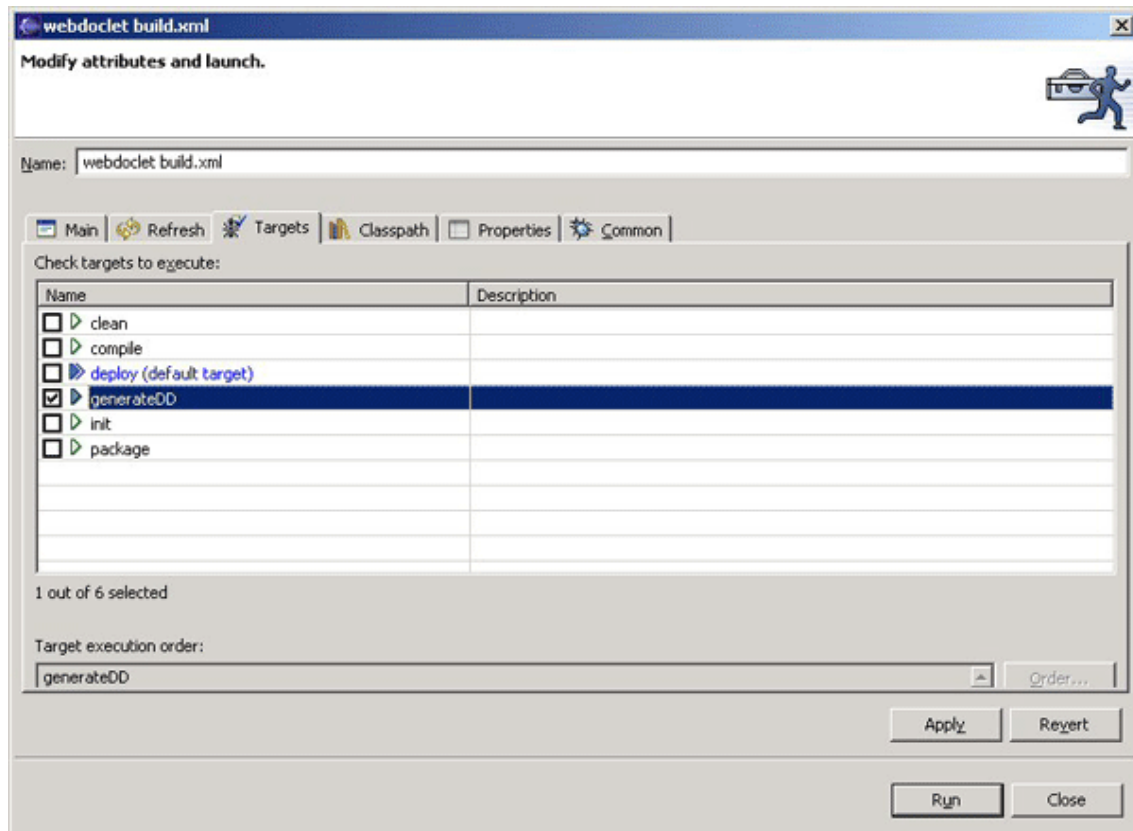 webdoclet build.xml
Modify attributes and launch.
Name: webdoclet build.xml
Main Refresh Targets Classpath Properties Common
Check targets to execute:
Name Description
clean
compile
deploy (default target)
generateDD
init
package
1 out of 6 selected
Target execution order:
generateDD Order...
Apply Revert
Run Close